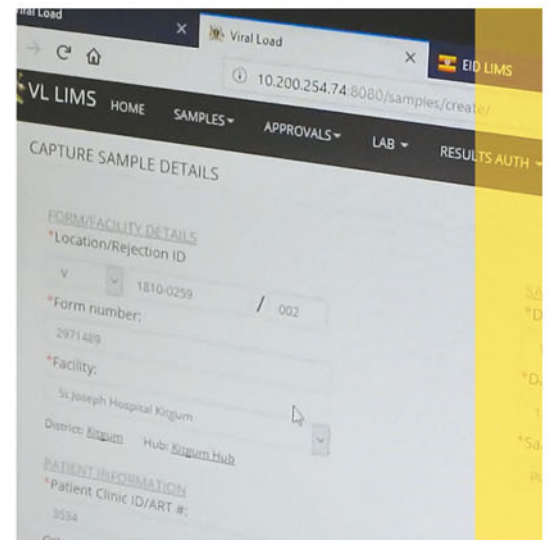 Viral Load
Viral Load
EID LIMS
10.200.254.74:8080/samples/create/
VL LIMS HOME SAMPLES APPROVALS LAB RESULTS AUTH
CAPTURE SAMPLE DETAILS
FORM/FACILITY DETAILS
*Location/Rejection ID
V 1810-0259 / 002
*Form number:
2971489
*Facility:
St Joseph Hospital Kitgum
District: Kitgum Hub: Kitgum Hub
PATIENT INFORMATION
*Patient Clinic ID/ART #:
3534